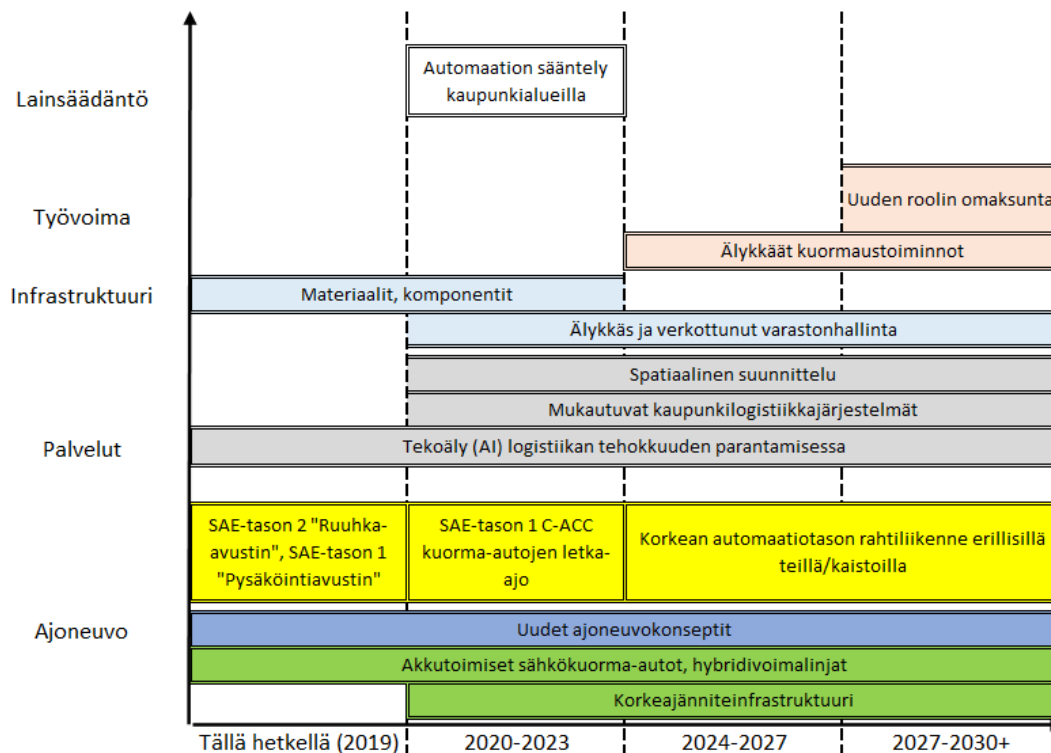 Lainsäädäntö
Automaation sääntely
kaupunkialueilla
Työvoima
Uuden roolin omaksunta
Älykkäät kuormaustoiminnot
Infrastruktuuri
Materiaalit, komponentit
Älykkäs ja verkottunut varastonhallinta
Spatiaalinen suunnittelu
Mukautuvat kaupunkilogistiikkajärjestelmät
Palvelut
Tekoäly (AI) logistiikan tehokkuuden parantamisessa
SAE-tason 2 "Ruuhka-
avustin", SAE-tason 1
"Pysäköintiavustin"
SAE-tason 1 C-ACC
kuorma-autojen letka-
ajo
Korkean automaatiotason rahtiliikenne erillisillä
teillä/kaistoilla
Ajoneuvo
Uudet ajoneuvokonseptit
Akkutoimiset sähkökuorma-autot, hybridivoimalinjat
Korkeajänniteinfrastruktuuri
Tällä hetkellä (2019)
2020-2023
2024-2027
2027-2030+